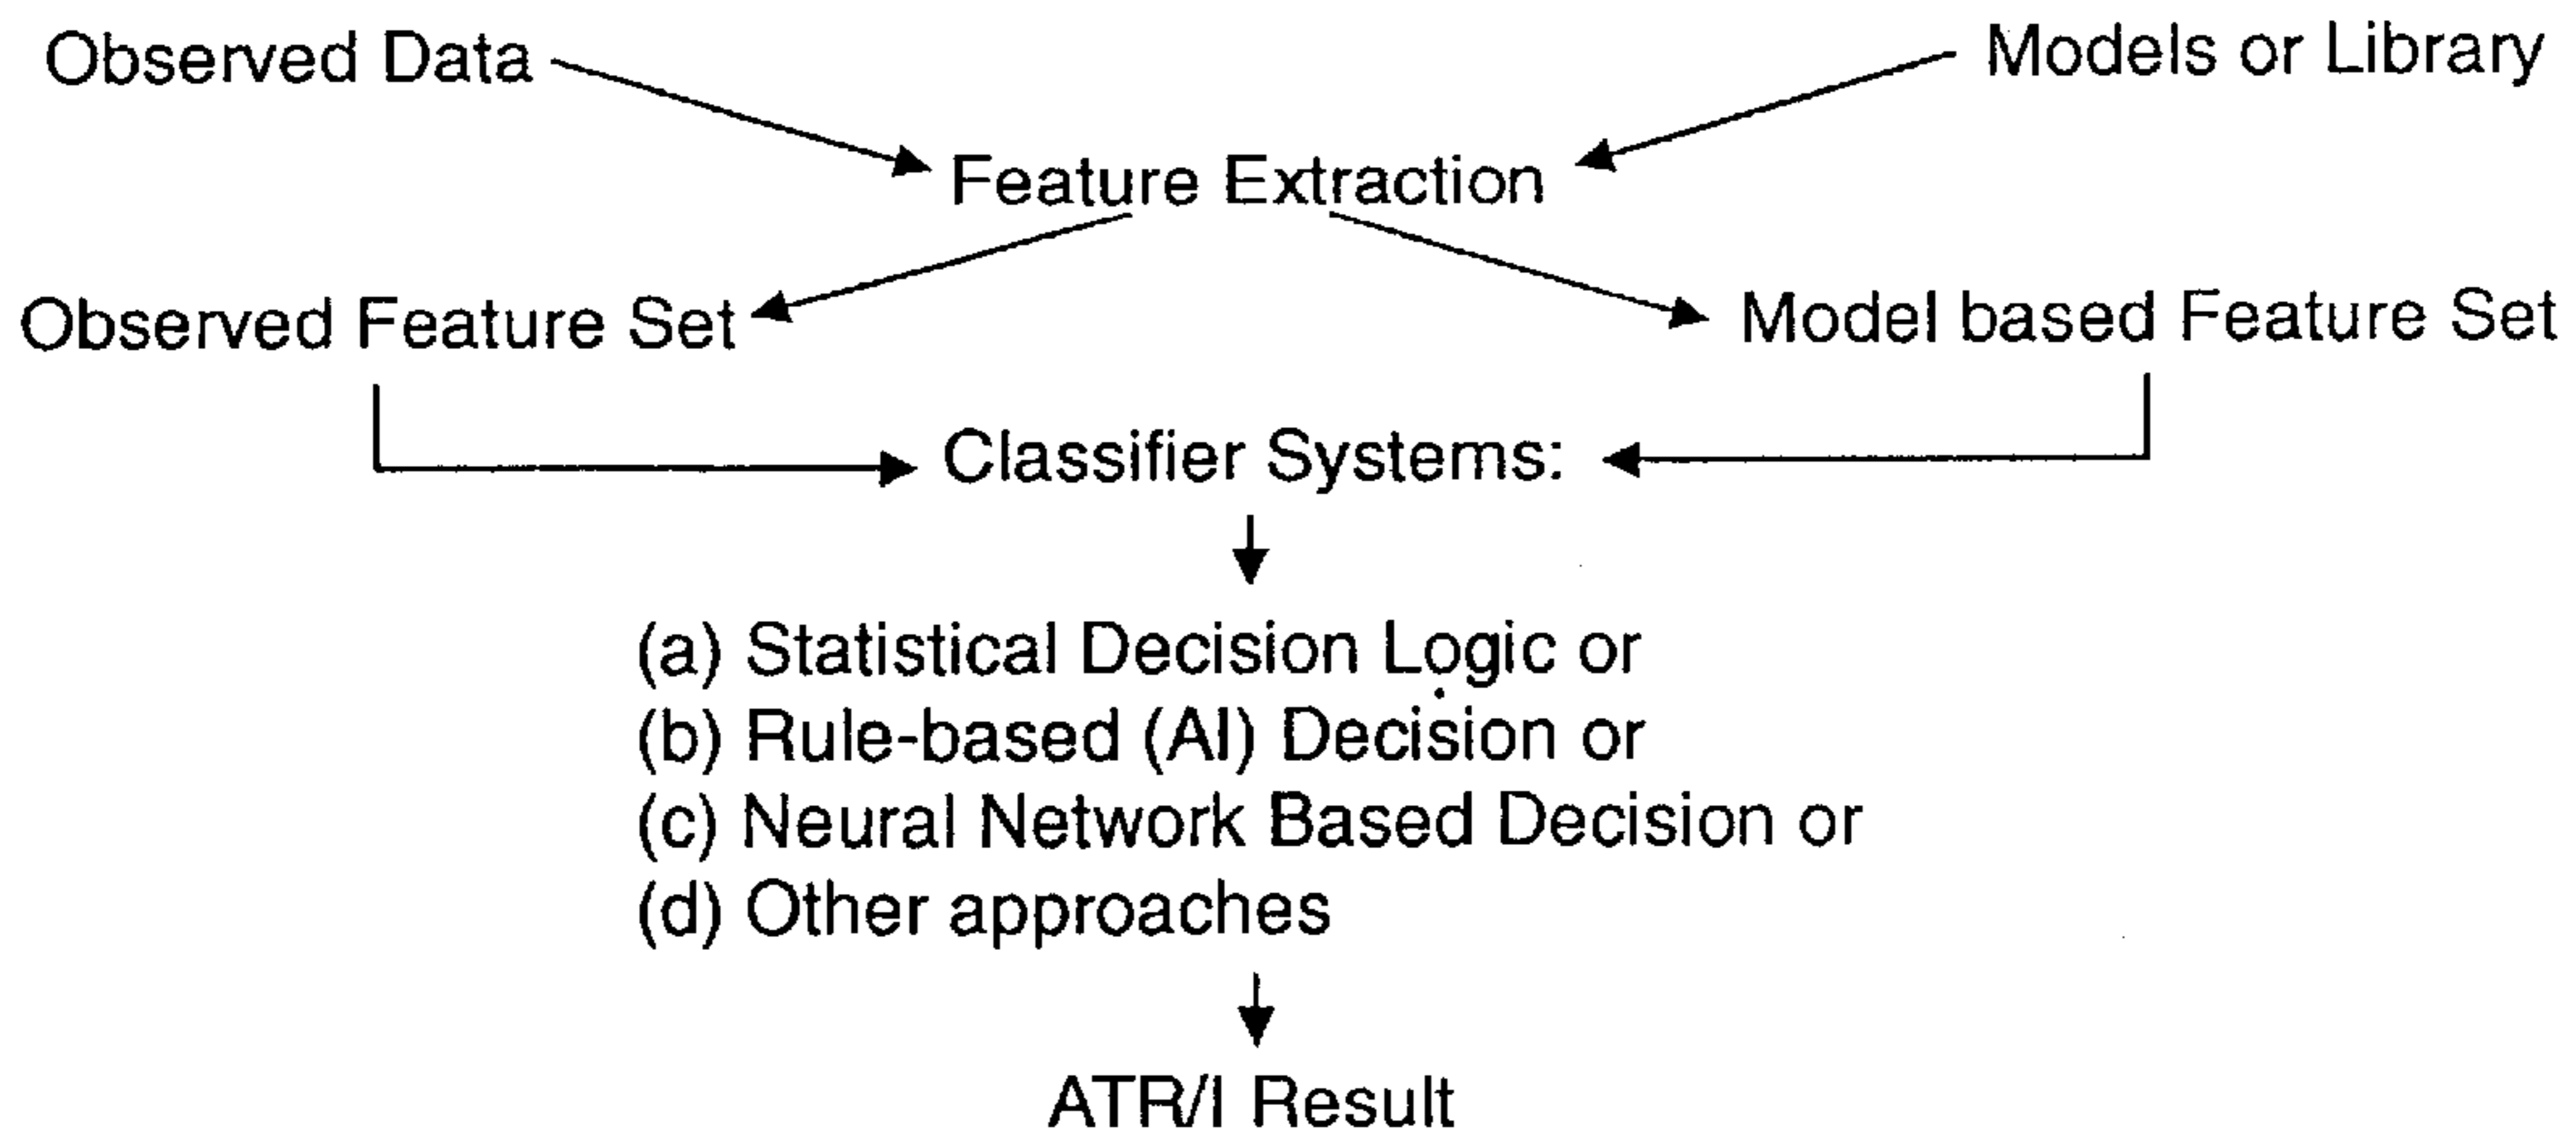 Observed Data
Models or Library
Feature Extraction
Observed Feature Set
Model based Feature Set
Classifier Systems:
(a) Statistical Decision Logic or
(b) Rule-based (AI) Decision or
(c) Neural Network Based Decision or
(d) Other approaches
ATR/I Result